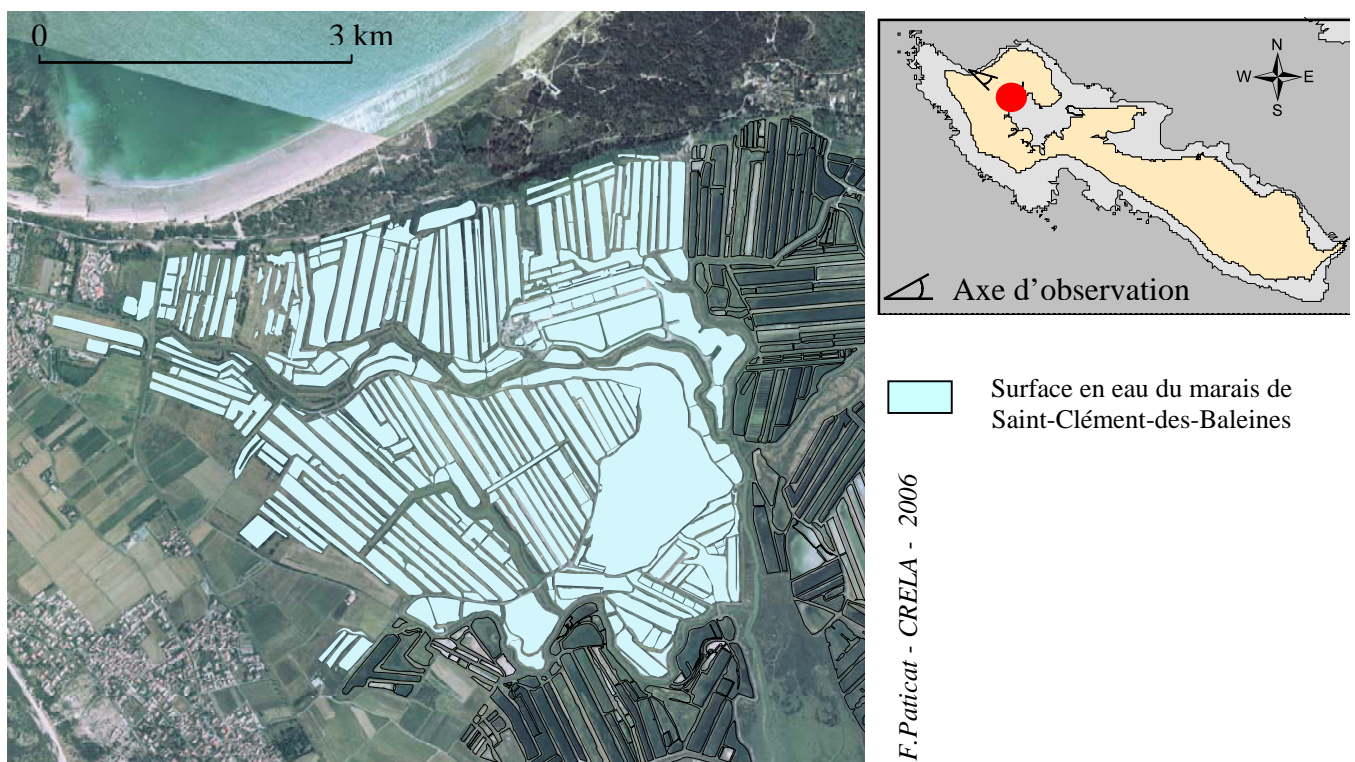 0 3 km
N
W E
S
Axe d'observation
Surface en eau du marais de
Saint-Clément-des-Baleines
F.Paticat - CRELA - 2006